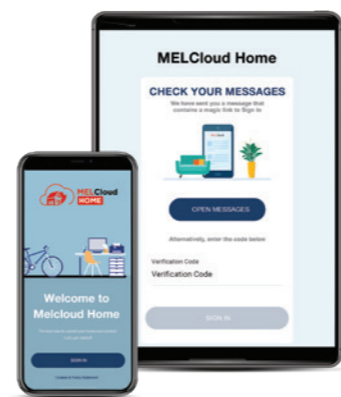 MELCloud Home
CHECK YOUR MESSAGES
We have sent you a message that
contains a magic link to Sign in
OPEN MESSAGES
Alternatively, enter the code below
Verification Code
Verification Code
SIGN IN
MELCloud
HOME
Welcome to
Melcloud Home
SIGN IN